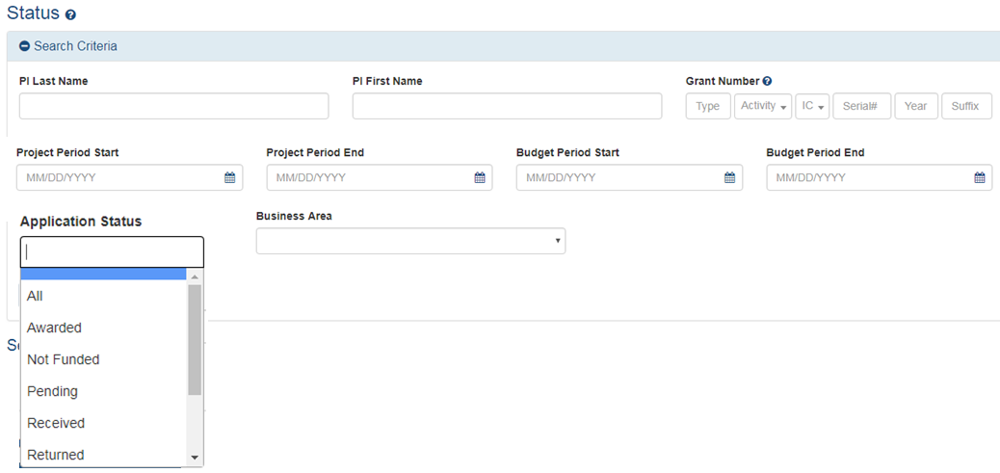 Status
Search Criteria
PI Last Name PI First Name Grant Number
Type Activity IC Serial# Year Suffix
Project Period Start Project Period End Budget Period Start Budget Period End
MM/DD/YYYY MM/DD/YYYY MM/DD/YYYY MM/DD/YYYY
Application Status Business Area
All
Awarded
Not Funded
Pending
Received
Returned